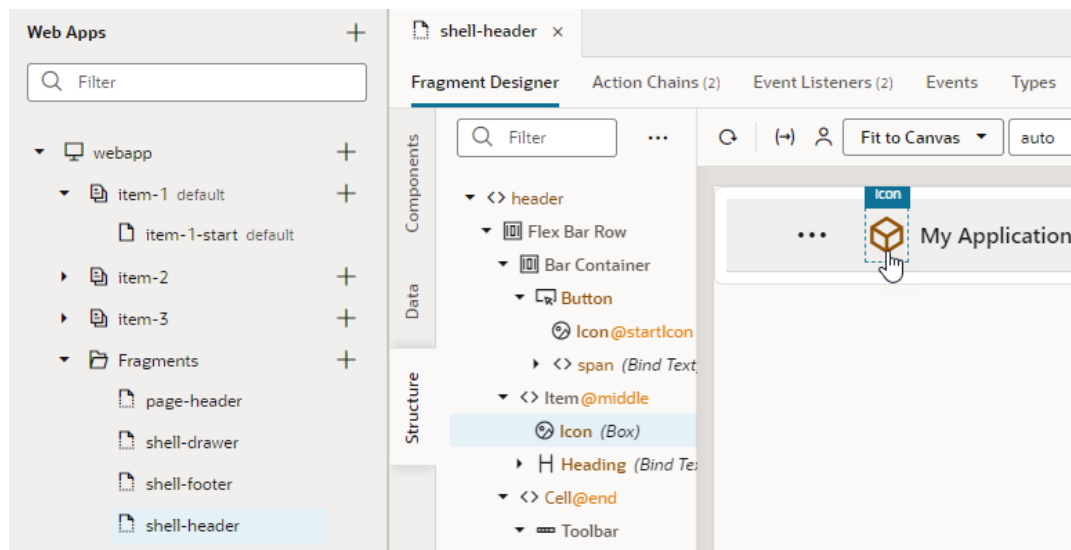 Web Apps
Filter
webapp
item-1 default
item-1-start default
item-2
item-3
Fragments
page-header
shell-drawer
shell-footer
shell-header
shell-header
Fragment Designer Action Chains (2) Event Listeners (2) Events Types
Components
Data
Structure
Filter
Fit to Canvas
auto
<> header
Flex Bar Row
Bar Container
Button
Icon@startIcon
<> span (Bind Text,
<> Item@middle
Icon (Box)
H Heading (Bind Te
<> Cell@end
Toolbar
Icon
My Application